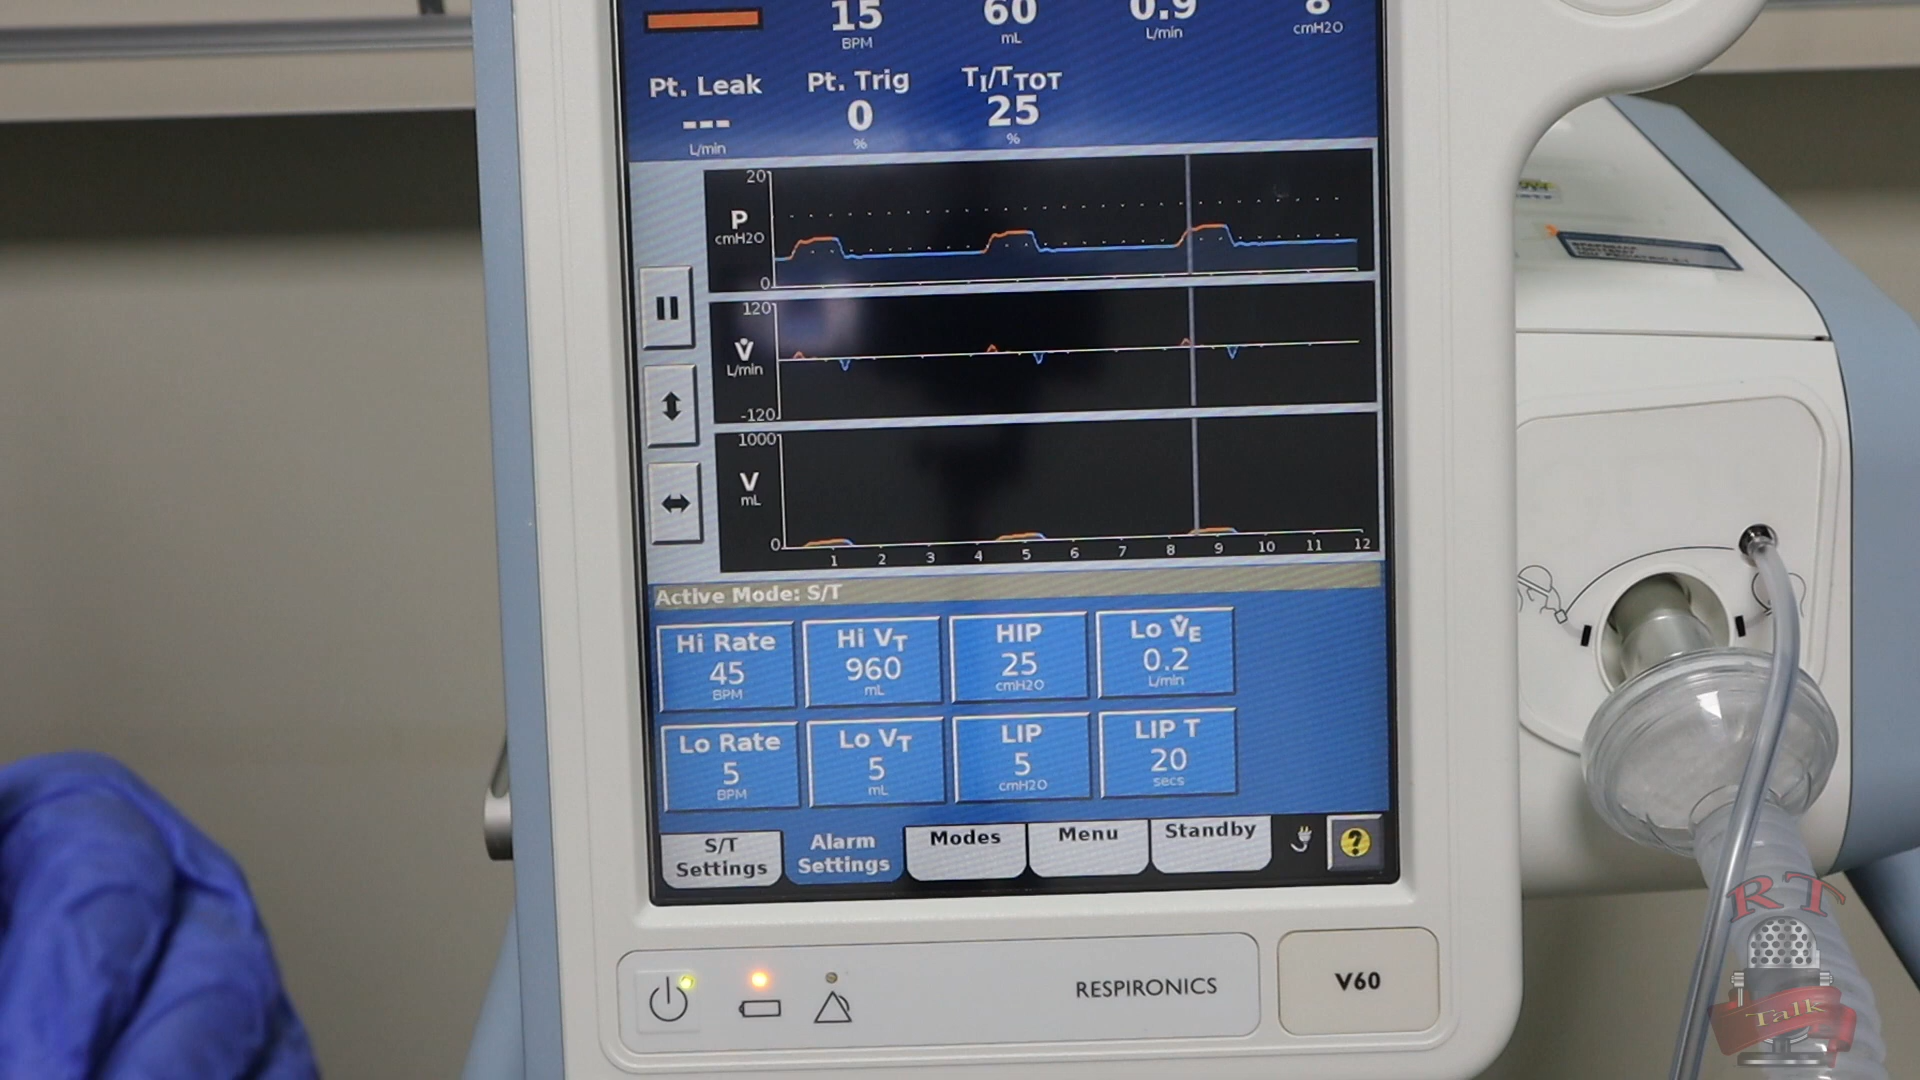 15 60 0.9 8
BPM mL L/min cmH2O
Pt. Leak Pt. Trig TI/TTOT
--- 0 25
L/min % %
20
P
cmH2O
0
120
V̇
L/min
-120
1000
V
mL
0
1 2 3 4 5 6 7 8 9 10 11 12
Active Mode: S/T
Hi Rate Hi VT HIP Lo V̇E
45 960 25 0.2
BPM mL cmH2O L/min
Lo Rate Lo VT LIP LIP T
5 5 5 20
BPM mL cmH2O secs
S/T Settings Alarm Settings Modes Menu Standby ?
RESPIRONICS V60
RT
Talk